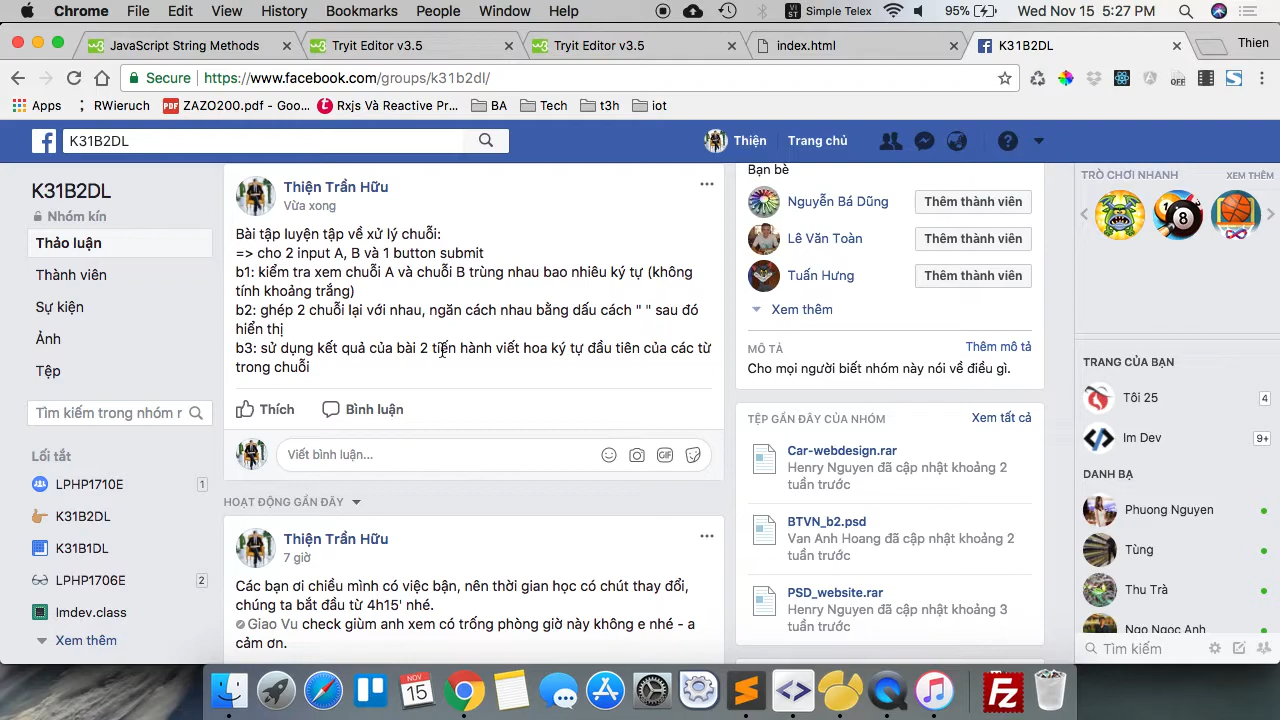 Chrome File Edit View History Bookmarks People Window Help
VI ST Simple Telex 95% Wed Nov 15 5:27 PM
JavaScript String Methods
Tryit Editor v3.5
Tryit Editor v3.5
index.html
K31B2DL
Thien
Secure https://www.facebook.com/groups/k31b2dl/
OFF
Apps RWieruch ZAZO200.pdf - Goo... Rxjs Và Reactive Pr... BA Tech t3h iot
K31B2DL
Thiện Trang chủ
K31B2DL
Nhóm kín
Thảo luận
Thành viên
Sự kiện
Ảnh
Tệp
Tìm kiếm trong nhóm r
Lối tắt
LPHP1710E 1
K31B2DL
K31B1DL
LPHP1706E 2
Imdev.class
Xem thêm
Thiện Trần Hữu
Vừa xong
Bài tập luyện tập về xử lý chuỗi:
=> cho 2 input A, B và 1 button submit
b1: kiểm tra xem chuỗi A và chuỗi B trùng nhau bao nhiêu ký tự (không
tính khoảng trắng)
b2: ghép 2 chuỗi lại với nhau, ngăn cách nhau bằng dấu cách " " sau đó
hiển thị
b3: sử dụng kết quả của bài 2 tiến hành viết hoa ký tự đầu tiên của các từ
trong chuỗi
Thích Bình luận
Viết bình luận...
GIF
HOẠT ĐỘNG GẦN ĐÂY
Thiện Trần Hữu
7 giờ
Các bạn ơi chiều mình có việc bận, nên thời gian học có chút thay đổi,
chúng ta bắt đầu từ 4h15' nhé.
Giao Vu check giùm anh xem có trống phòng giờ này không e nhé - a
cảm ơn.
Bạn bè
Nguyễn Bá Dũng Thêm thành viên
Lê Văn Toàn Thêm thành viên
Tuấn Hưng Thêm thành viên
Xem thêm
MÔ TẢ Thêm mô tả
Cho mọi người biết nhóm này nói về điều gì.
TỆP GẦN ĐÂY CỦA NHÓM Xem tất cả
Car-webdesign.rar
Henry Nguyen đã cập nhật khoảng 2
tuần trước
BTVN_b2.psd
Van Anh Hoang đã cập nhật khoảng 2
tuần trước
PSD_website.rar
Henry Nguyen đã cập nhật khoảng 3
tuần trước
TRÒ CHƠI NHANH XEM THÊM
8
TRANG CỦA BẠN
Tôi 25 4
Im Dev 9+
DANH BẠ
Phuong Nguyen
Tùng
Thu Trà
Ngo Ngoc Anh
Tìm kiếm
NOV
15
Fz